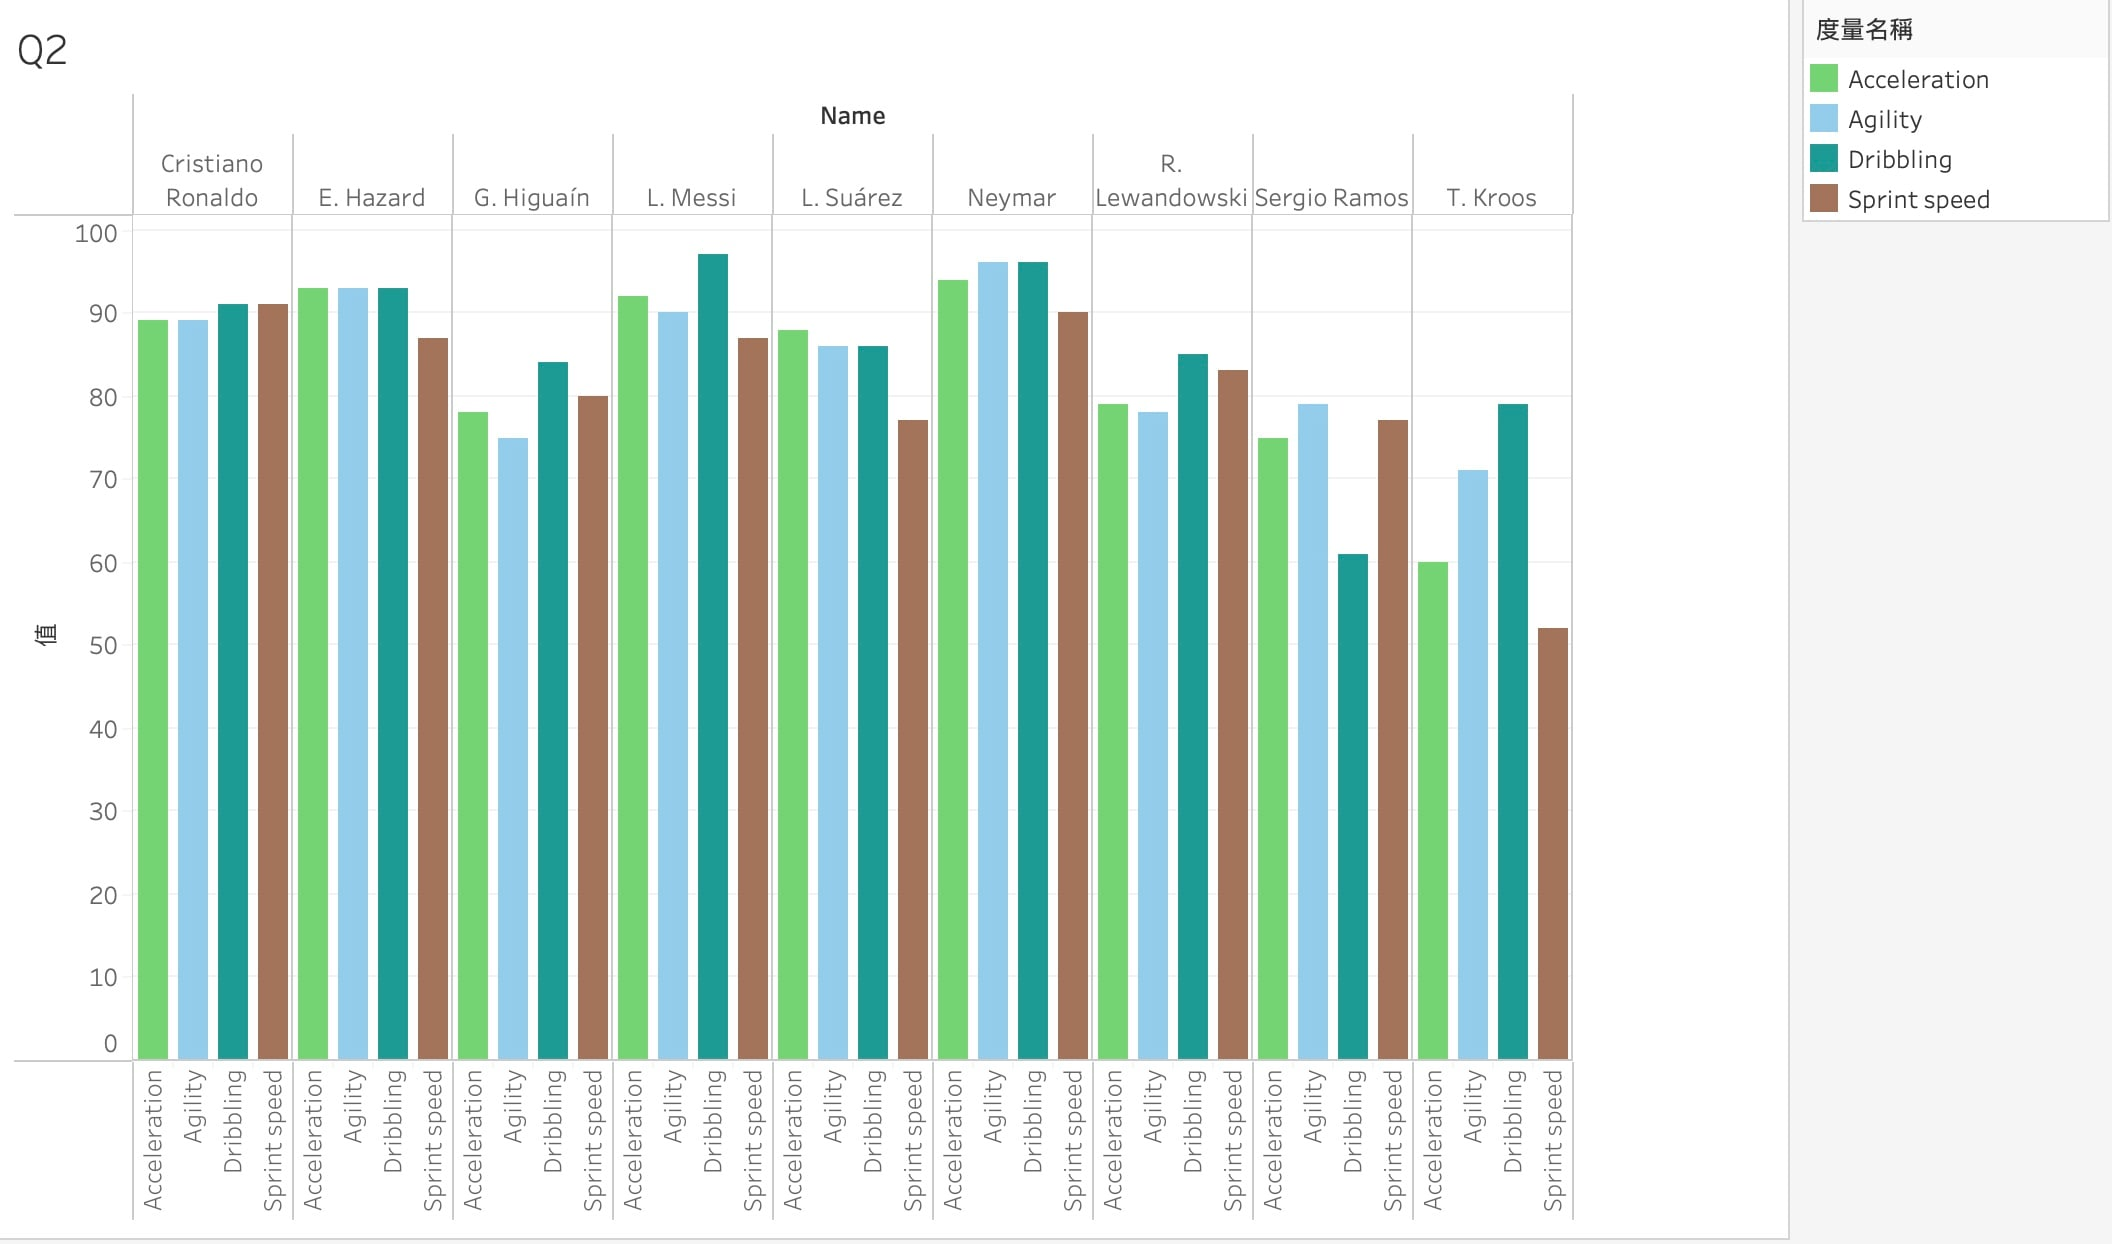 Q2
Name
Cristiano
Ronaldo
E. Hazard
G. Higuaín
L. Messi
L. Suárez
Neymar
R.
Lewandowski
Sergio Ramos
T. Kroos
100
90
80
70
60
50
40
30
20
10
0
值
Acceleration
Agility
Dribbling
Sprint speed
Acceleration
Agility
Dribbling
Sprint speed
Acceleration
Agility
Dribbling
Sprint speed
Acceleration
Agility
Dribbling
Sprint speed
Acceleration
Agility
Dribbling
Sprint speed
Acceleration
Agility
Dribbling
Sprint speed
Acceleration
Agility
Dribbling
Sprint speed
Acceleration
Agility
Dribbling
Sprint speed
Acceleration
Agility
Dribbling
Sprint speed
度量名稱
Acceleration
Agility
Dribbling
Sprint speed